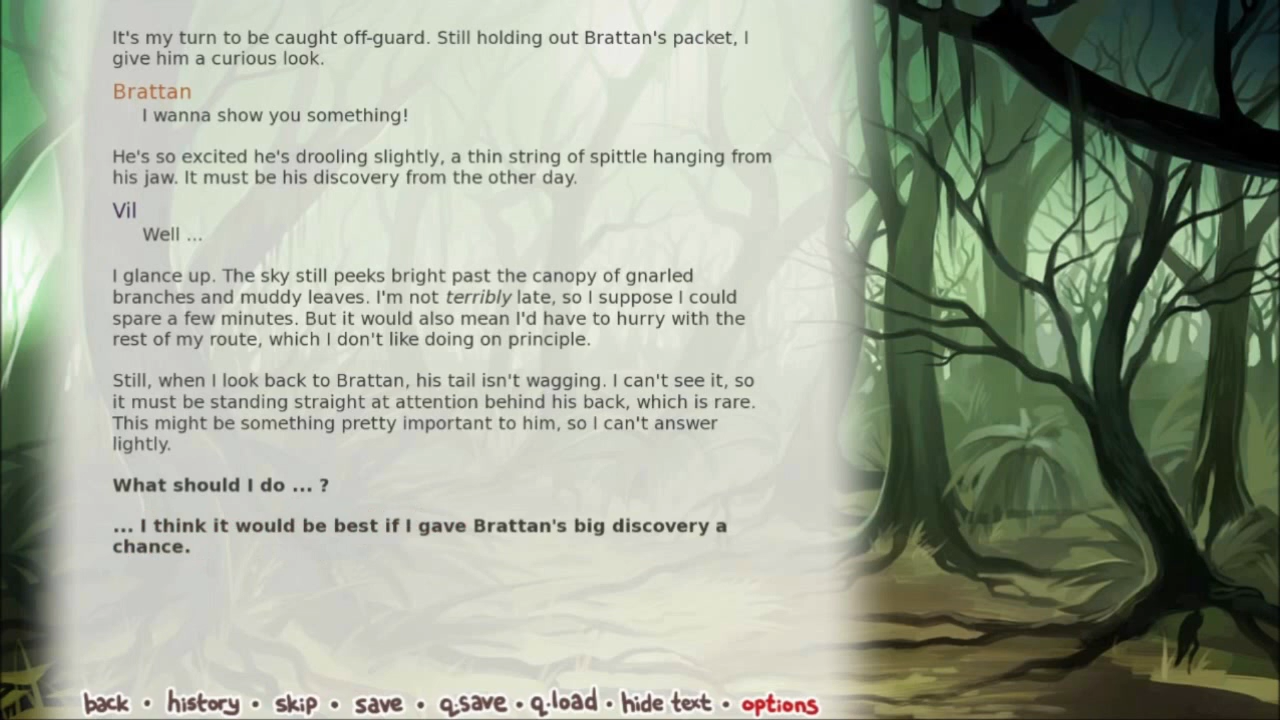 It's my turn to be caught off-guard. Still holding out Brattan's packet, I
give him a curious look.
Brattan
I wanna show you something!
He's so excited he's drooling slightly, a thin string of spittle hanging from
his jaw. It must be his discovery from the other day.
Vil
Well ...
I glance up. The sky still peeks bright past the canopy of gnarled
branches and muddy leaves. I'm not terribly late, so I suppose I could
spare a few minutes. But it would also mean I'd have to hurry with the
rest of my route, which I don't like doing on principle.
Still, when I look back to Brattan, his tail isn't wagging. I can't see it, so
it must be standing straight at attention behind his back, which is rare.
This might be something pretty important to him, so I can't answer
lightly.
What should I do ... ?
... I think it would be best if I gave Brattan's big discovery a
chance.
back • history • skip • save • q.save • q.load • hide text • options